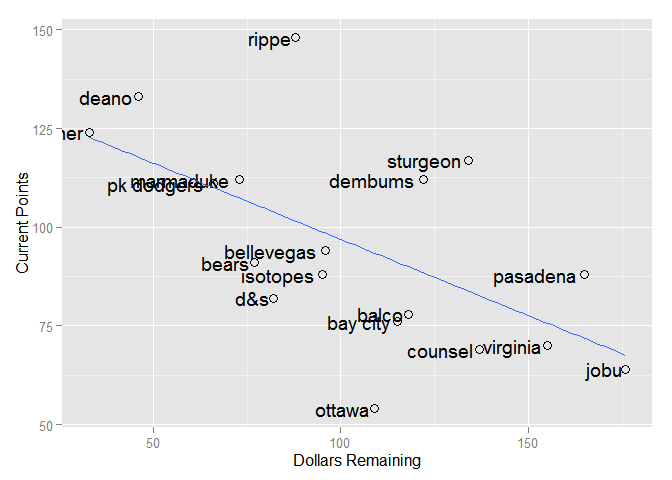 150
rippe
deano
125
her
sturgeon
marmaduke
dembums
pk dodgers
100
Current Points
bellevegas
bears
isotopes
pasadena
d&s
balco
bay city
75
counsel
virginia
jobu
ottawa
50
50
100
150
Dollars Remaining